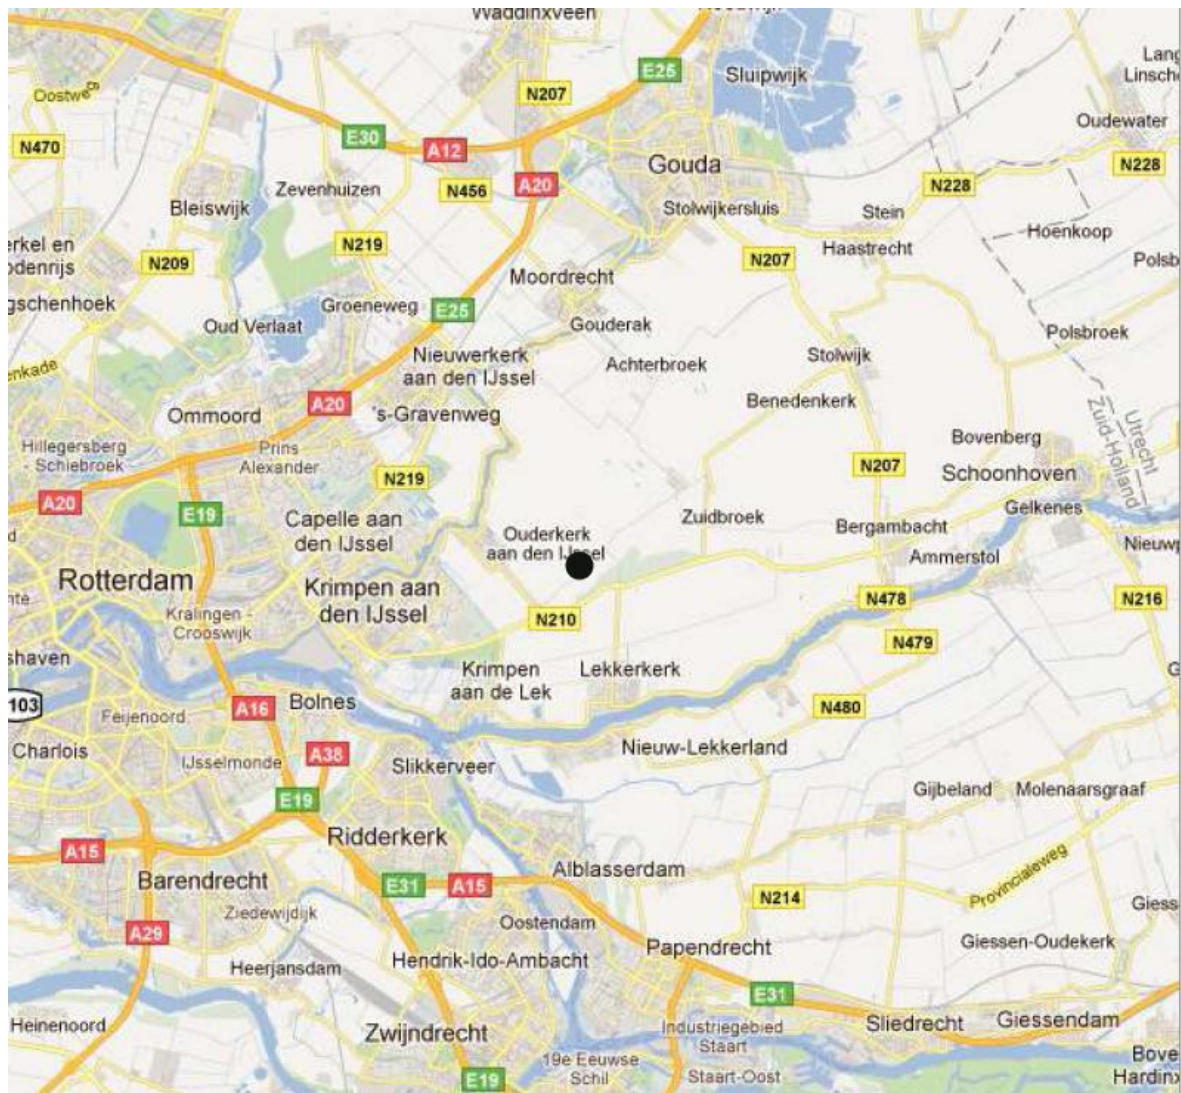 Waddinxveen
E25
Sluipwijk
Oostweg
N207
Oudewater
N470
E30
A12
N228
Gouda
Zevenhuizen
N456
A20
N228
Bleiswijk
Stolwijkersluis
Stein
Hoenkoop
N219
Haastrecht
N209
N207
Moordrecht
Groeneweg
E25
Oud Verlaat
Gouderak
Polsbroek
Nieuwerkerk
aan den IJssel
Achterbroek
Stolwijk
A20
Benedenkerk
Ommoord
's-Gravenweg
Utrecht
Zuid-Holland
Hillegersberg
- Schiebroek
Prins
Alexander
Bovenberg
N219
N207
Schoonhoven
A20
E19
Gelkenes
Capelle aan
den IJssel
Zuidbroek
Bergambacht
Ouderkerk
aan den IJssel
Ammerstol
Rotterdam
Krimpen aan
den IJssel
N478
N216
Kralingen -
Crooswijk
N210
N479
Krimpen
aan de Lek
Lekkerkerk
103
A16
Bolnes
N480
Feijenoord
Charlois
IJsselmonde
A38
Slikkerveer
Nieuw-Lekkerland
E19
Gijbeland
Molenaarsgraaf
Ridderkerk
A15
Barendrecht
E31
A15
Alblasserdam
Provincialeweg
N214
Ziedewijdijk
Oostendam
A29
Papendrecht
Giessen-Oudekerk
Heerjansdam
Hendrik-Ido-Ambacht
E31
Heinenoord
Zwijndrecht
Industriegebied
Staart
Sliedrecht
Giessendam
19e Eeuwse
Schil
E19
Staart-Oost